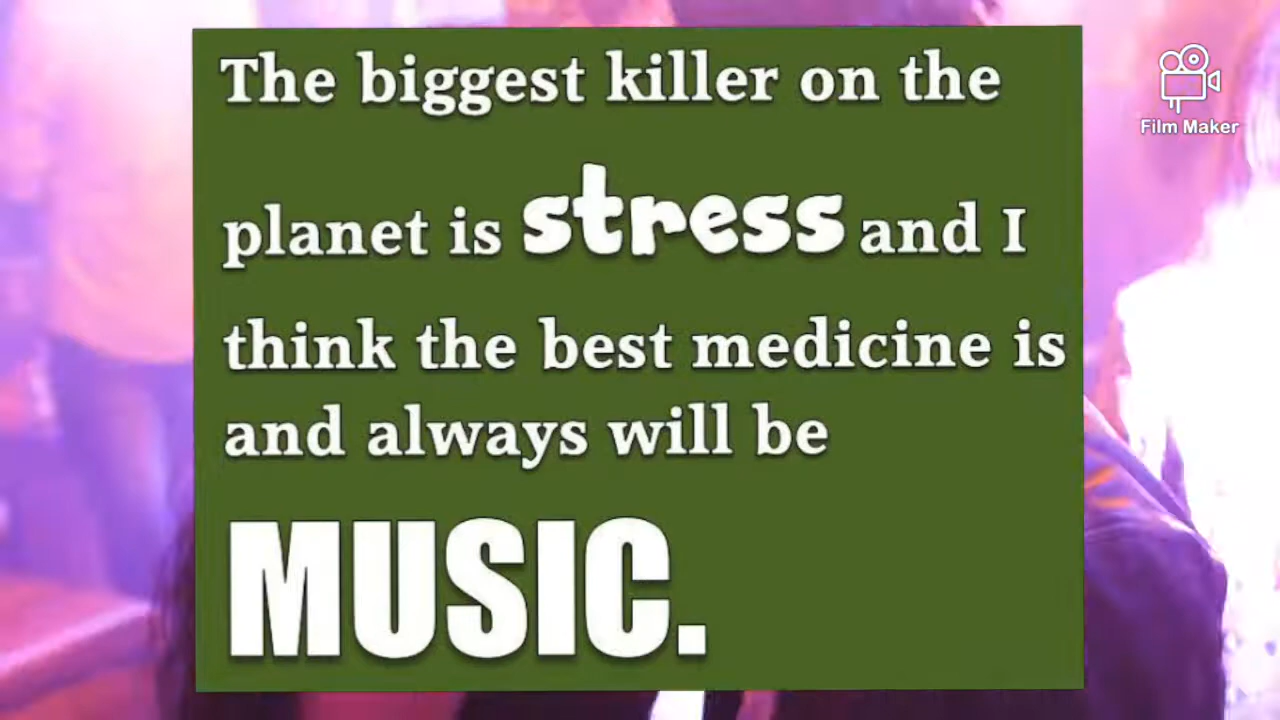 The biggest killer on the
planet is stress and I
think the best medicine is
and always will be
MUSIC.
Film Maker